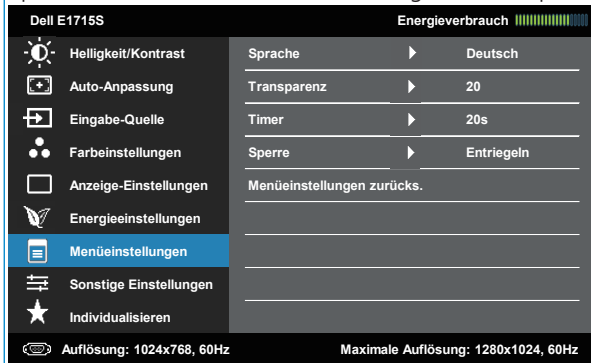 Dell E1715S Energieverbrauch
Helligkeit/Kontrast Sprache Deutsch
Auto-Anpassung Transparenz 20
Eingabe-Quelle Timer 20s
Farbeinstellungen Sperre Entriegeln
Anzeige-Einstellungen Menüeinstellungen zurücks.
Energieeinstellungen
Menüeinstellungen
Sonstige Einstellungen
Individualisieren
Auflösung: 1024x768, 60Hz Maximale Auflösung: 1280x1024, 60Hz